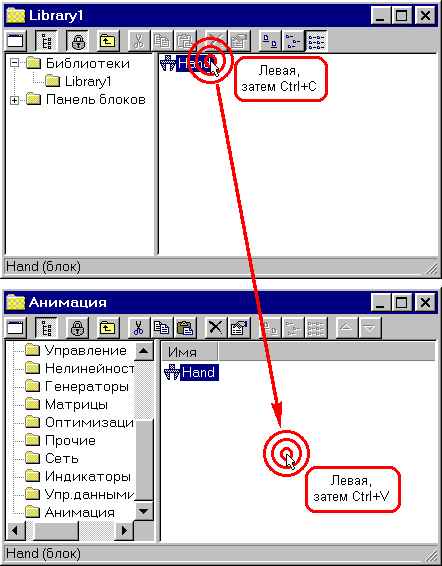 Library1
Библиотеки
Library1
Панель блоков
Hand
Левая,
затем Ctrl+C
Hand (блок)
Анимация
Управление
Нелинейност
Генераторы
Матрицы
Оптимизаци
Прочие
Сеть
Индикаторы
Упр.данными
Анимация
Имя
Hand
Левая,
затем Ctrl+V
Hand (блок)